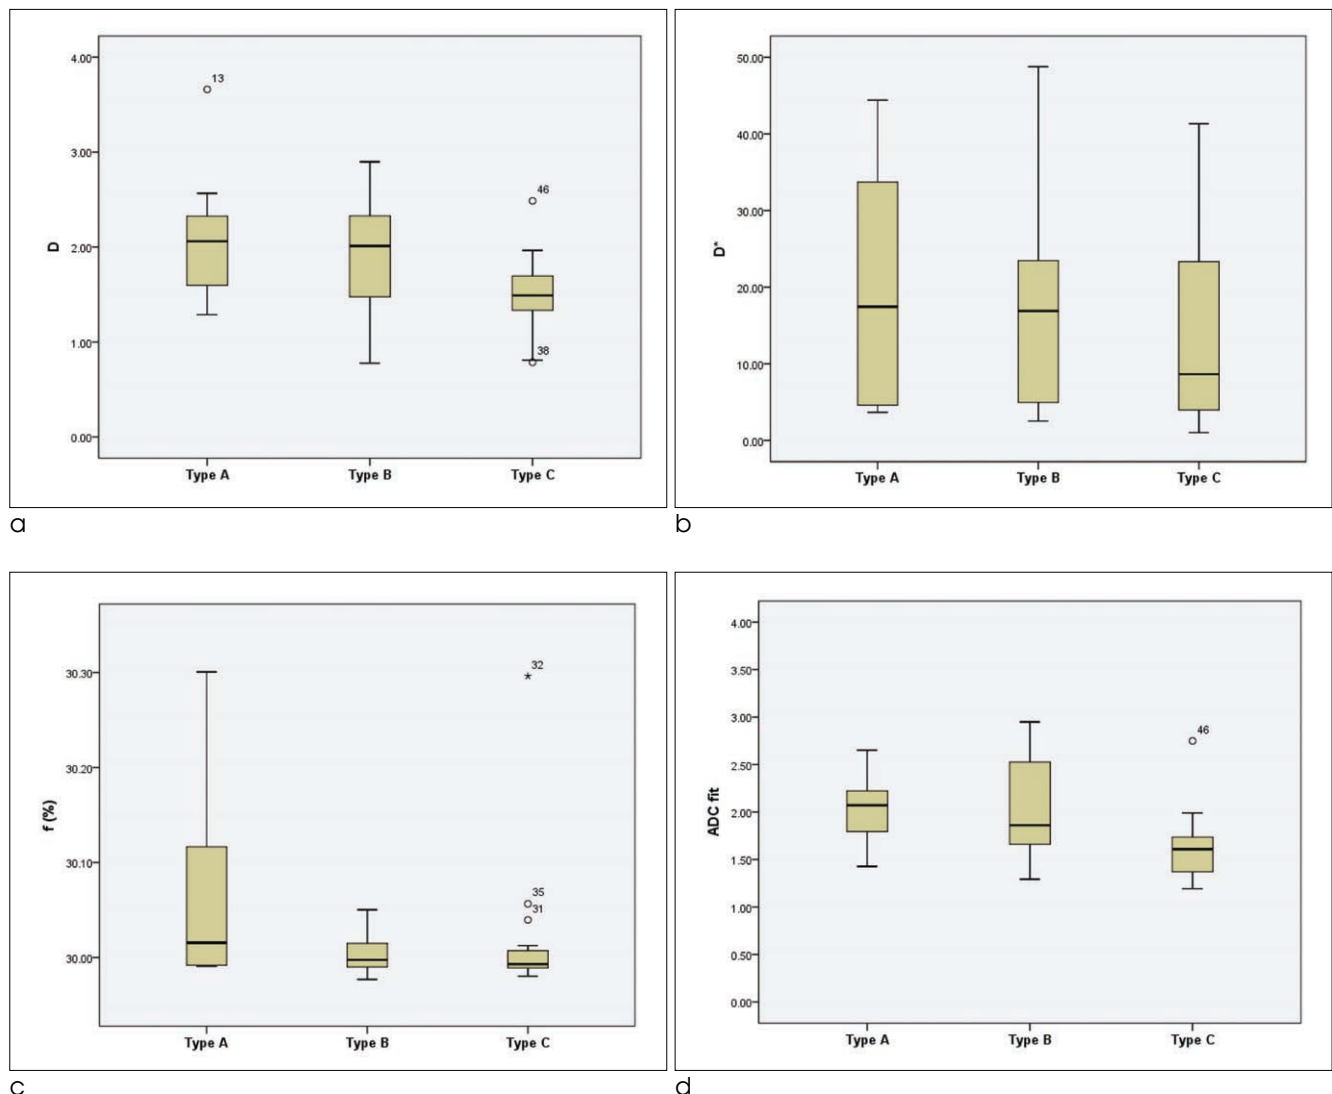 4.00
3.00
2.00
1.00
0.00
D
13
46
38
Type A Type B Type C
a
50.00
40.00
30.00
20.00
10.00
0.00
D*
Type A Type B Type C
b
30.30
30.20
30.10
30.00
f (%)
32
35
31
Type A Type B Type C
c
4.00
3.50
3.00
2.50
2.00
1.50
1.00
0.50
0.00
ADC fit
46
Type A Type B Type C
d